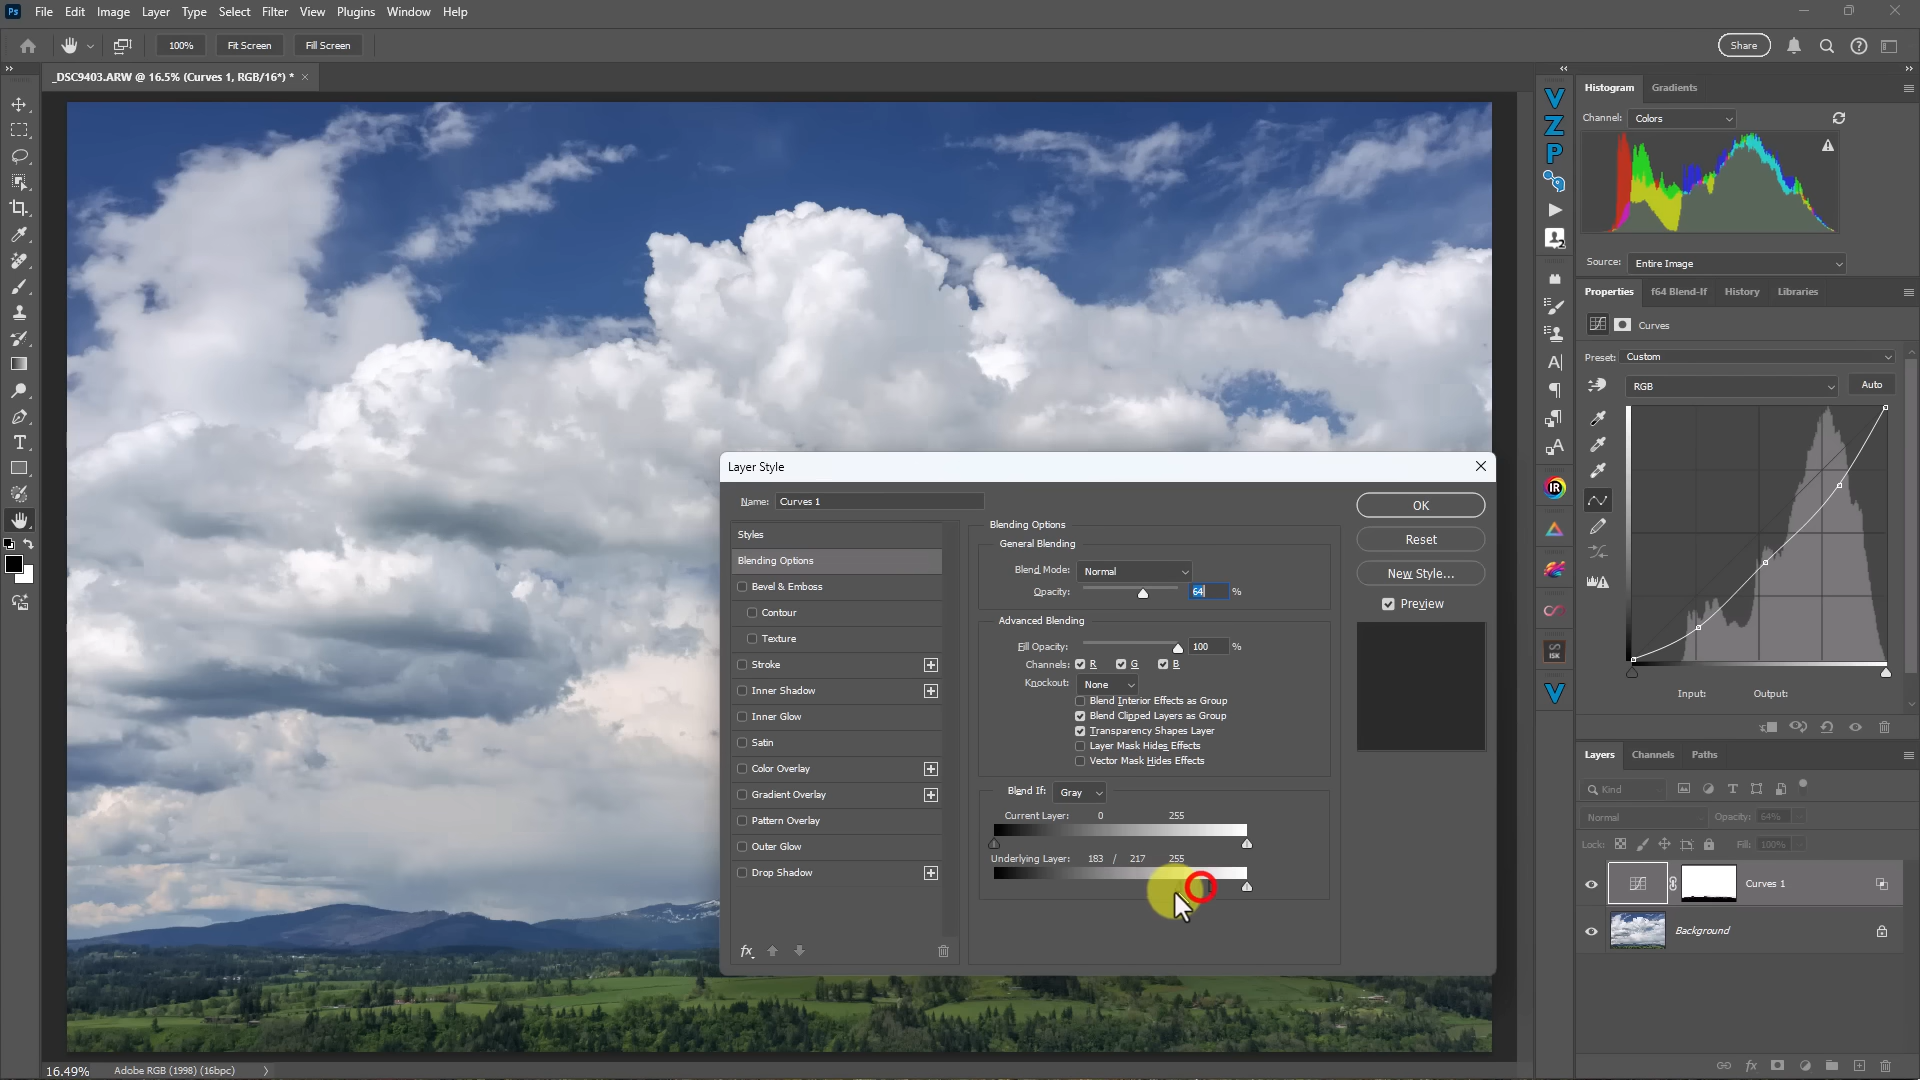 Ps File Edit Image Layer Type Select Filter View Plugins Window Help
100% Fit Screen Fill Screen Share
_DSC9403.ARW @ 16.5% (Curves 1, RGB/16*) *
Histogram Gradients
Channel: Colors
Source: Entire Image
Properties f64 Blend-If History Libraries
Curves
Preset: Custom
RGB Auto
Input: Output:
Layer Style
Name: Curves 1
Styles
Blending Options
Bevel & Emboss
Contour
Texture
Stroke
Inner Shadow
Inner Glow
Satin
Color Overlay
Gradient Overlay
Pattern Overlay
Outer Glow
Drop Shadow
fx
Blending Options
General Blending
Blend Mode: Normal
Opacity: 64 %
Advanced Blending
Fill Opacity: 100 %
Channels: R G B
Knockout: None
Blend Interior Effects as Group
Blend Clipped Layers as Group
Transparency Shapes Layer
Layer Mask Hides Effects
Vector Mask Hides Effects
Blend If: Gray
Current Layer: 0 255
Underlying Layer: 183 / 217 255
OK
Reset
New Style...
Preview
V
Z
P
IR
ISK
V
Layers Channels Paths
Kind
Normal Opacity: 64%
Lock: Fill: 100%
Curves 1
Background
fx
16.49% Adobe RGB (1998) (16bpc)